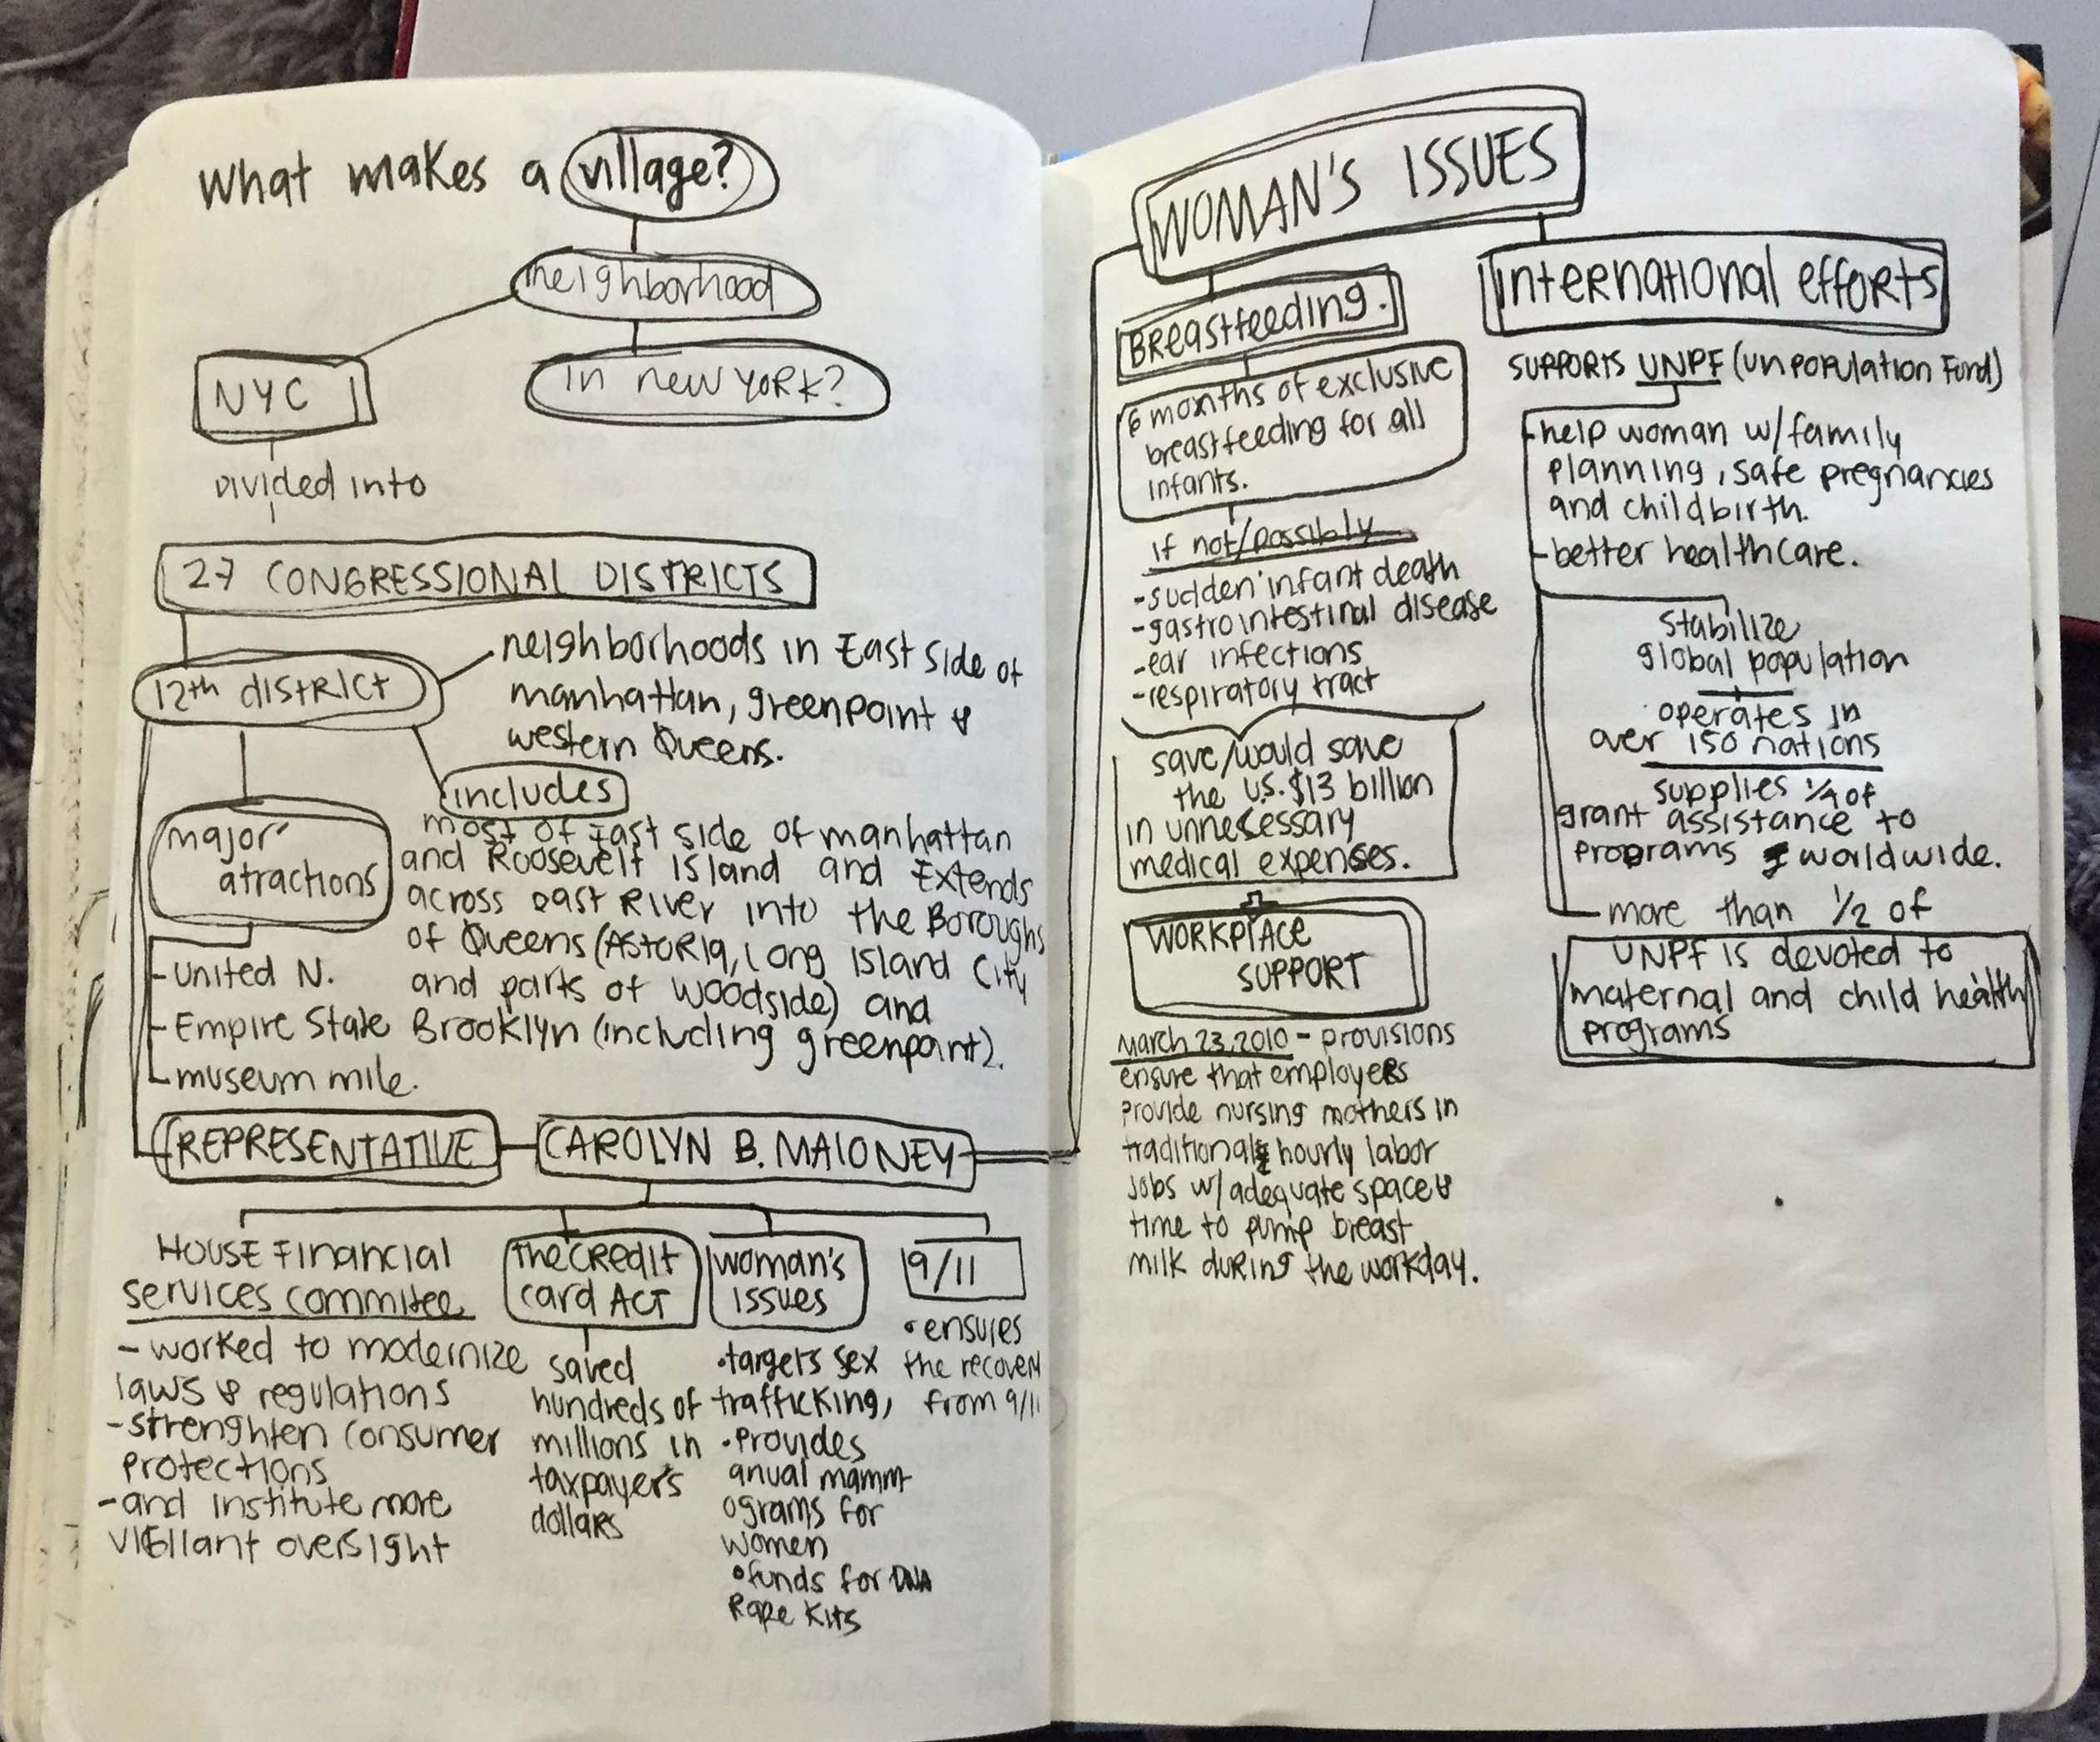 What makes a village?
neighborhood
in new YORK?
NYC
Divided into
27 CONGRESSIONAL DISTRICTS
12th DISTRICT
neighborhoods in East side of
manhattan, greenpoint &
western Queens.
includes
most of East side of manhattan
and Roosevelt Island and Extends
across East River into the Boroughs
of Queens (ASTORIA, Long Island City
and parts of Woodside) and
Brooklyn (including greenpoint).
major
atractions
-united N.
-Empire State
-museum mile.
REPRESENTATIVE
CAROLYN B. MALONEY
HOUSE Financial
services commitee
- worked to modernize
laws & regulations
-strenghten consumer
protections
-and institute more
vigilant oversight
the CREDIT
card ACT
saved
hundreds of
millions in
taxpayer's
dollars
woman's
issues
•targets sex
trafficking,
•provides
anual mamm-
ograms for
women
•funds for DNA
Rape Kits
9/11
•ensures
the recovery
from 9/11
WOMAN'S ISSUES
Breastfeeding.
6 months of exclusive
breastfeeding for all
infants.
if not/possibly
-sudden infant death
-gastrointestinal disease
-ear infections
-respiratory tract
save/would save
the U.S. $13 billion
in unnecessary
medical expenses.
WORKPLACE
SUPPORT
March 23, 2010 - provisions
ensure that employers
provide nursing mothers in
traditional hourly labor
jobs w/adequate space &
time to pump breast
milk during the workday.
International efforts
SUPPORTS UNPF (un population Fund)
-help woman w/family
planning, safe pregnancies
and childbirth.
-better healthcare.
stabilize
global population
operates in
over 150 nations
supplies 1/4 of
grant assistance to
programs worldwide.
more than 1/2 of
UNPF is devoted to
maternal and child health
programs